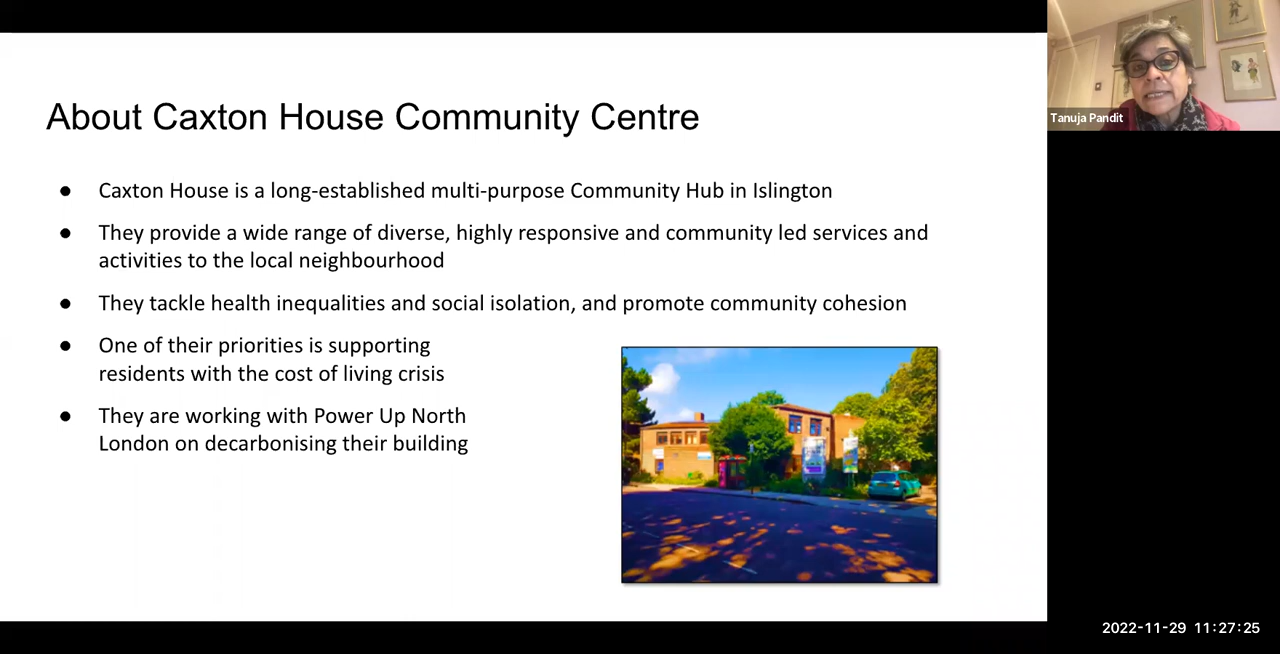 About Caxton House Community Centre
● Caxton House is a long-established multi-purpose Community Hub in Islington
● They provide a wide range of diverse, highly responsive and community led services and
activities to the local neighbourhood
● They tackle health inequalities and social isolation, and promote community cohesion
● One of their priorities is supporting
residents with the cost of living crisis
● They are working with Power Up North
London on decarbonising their building
Tanuja Pandit
2022-11-29 11:27:25